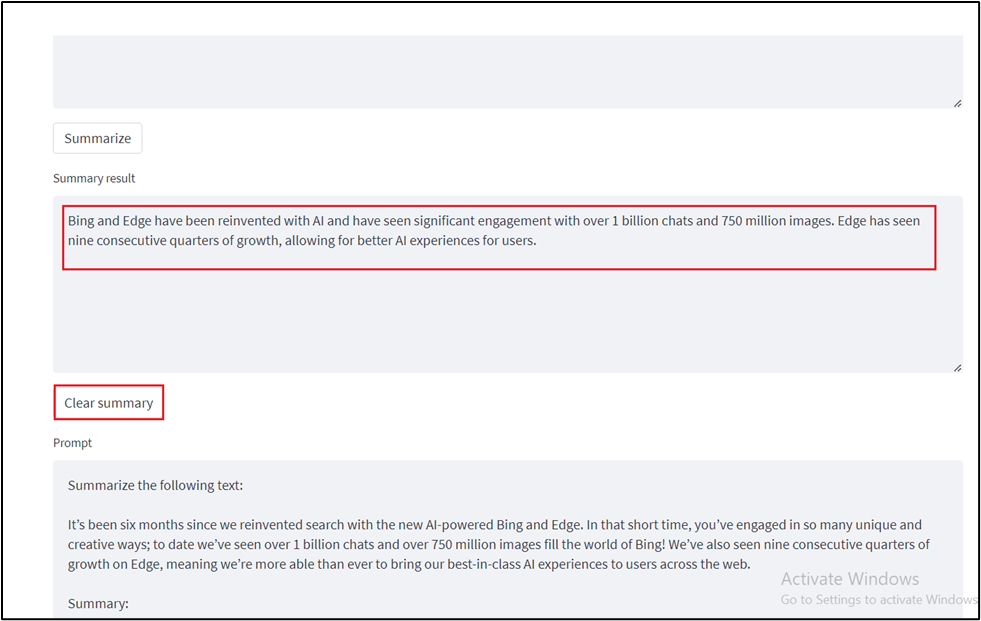 Summarize
Summary result
Bing and Edge have been reinvented with AI and have seen significant engagement with over 1 billion chats and 750 million images. Edge has seen
nine consecutive quarters of growth, allowing for better AI experiences for users.
Clear summary
Prompt
Summarize the following text:
It’s been six months since we reinvented search with the new AI-powered Bing and Edge. In that short time, you’ve engaged in so many unique and
creative ways; to date we’ve seen over 1 billion chats and over 750 million images fill the world of Bing! We’ve also seen nine consecutive quarters of
growth on Edge, meaning we’re more able than ever to bring our best-in-class AI experiences to users across the web.
Summary:
Activate Windows
Go to Settings to activate Windows